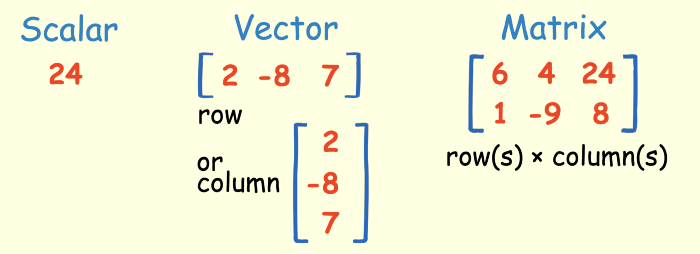 Scalar
24
Vector
[ 2 -8 7 ]
row
or
column
2
-8
7
Matrix
6 4 24
1 -9 8
row(s) × column(s)